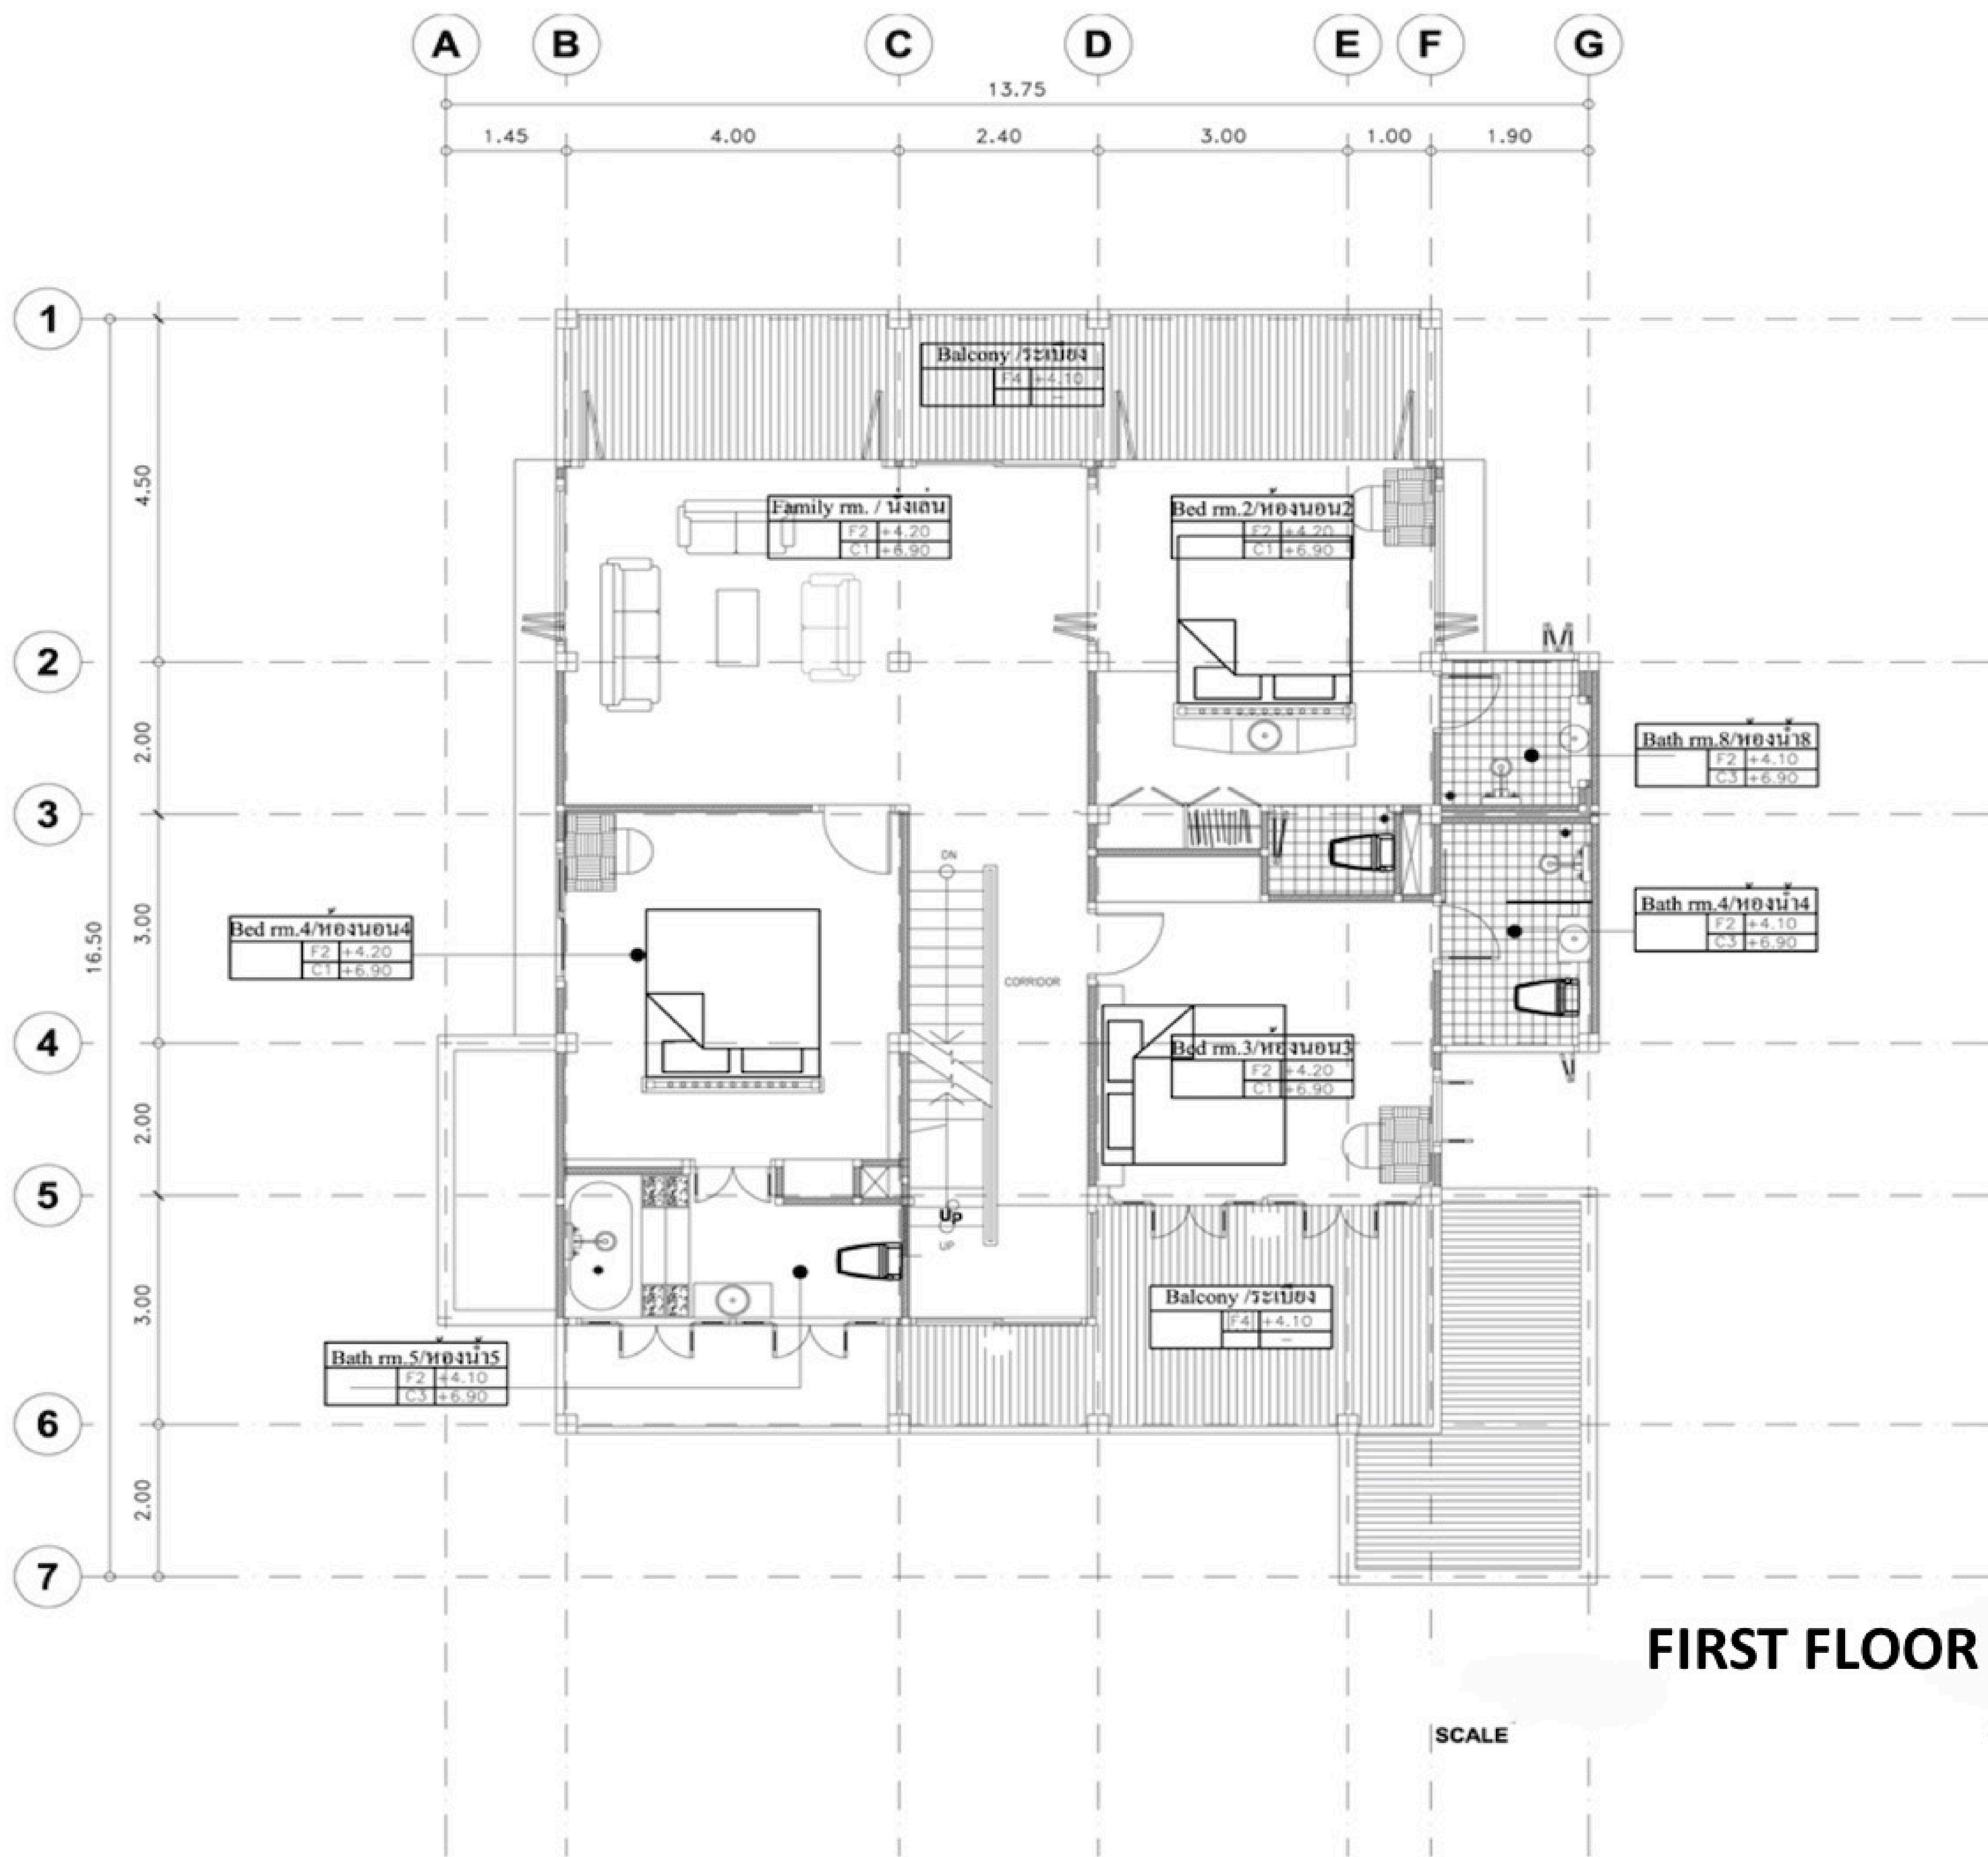 A B C D E F G
13.75
1.45 4.00 2.40 3.00 1.00 1.90
1
Balcony /ระเบียง
F4 +4.10
–
4.50
Family rm. / นั่งเล่น
F2 +4.20
C1 +6.90
Bed rm.2/ห้องนอน2
F2 +4.20
C1 +6.90
2
2.00
Bath rm.8/ห้องน้ำ8
F2 +4.10
C3 +6.90
3
DN
3.00
16.50
Bed rm.4/ห้องนอน4
F2 +4.20
C1 +6.90
CORRIDOR
Bath rm.4/ห้องน้ำ4
F2 +4.10
C3 +6.90
4
Bed rm.3/ห้องนอน3
F2 +4.20
C1 +6.90
2.00
5
UP
UP
3.00
Balcony /ระเบียง
F4 +4.10
–
Bath rm.5/ห้องน้ำ5
F2 +4.10
C3 +6.90
6
2.00
7
FIRST FLOOR
SCALE